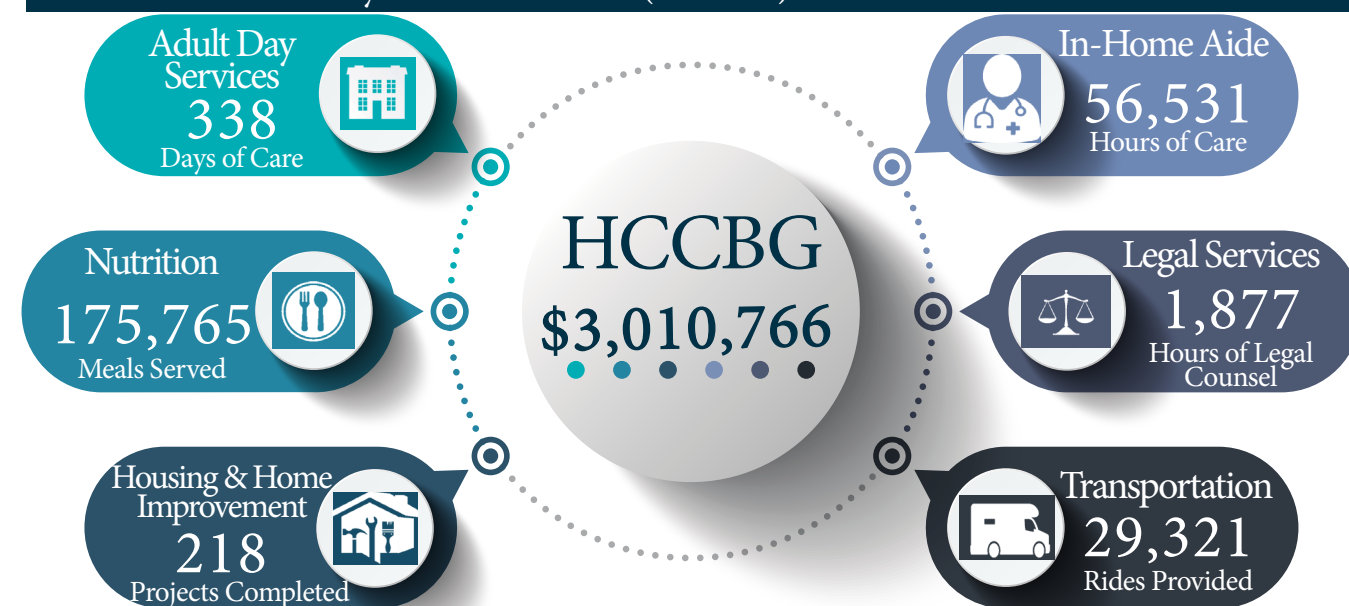 Adult Day
Services
338
Days of Care
In-Home Aide
56,531
Hours of Care
Nutrition
175,765
Meals Served
HCCBG
$3,010,766
Legal Services
1,877
Hours of Legal
Counsel
Housing & Home
Improvement
218
Projects Completed
Transportation
29,321
Rides Provided